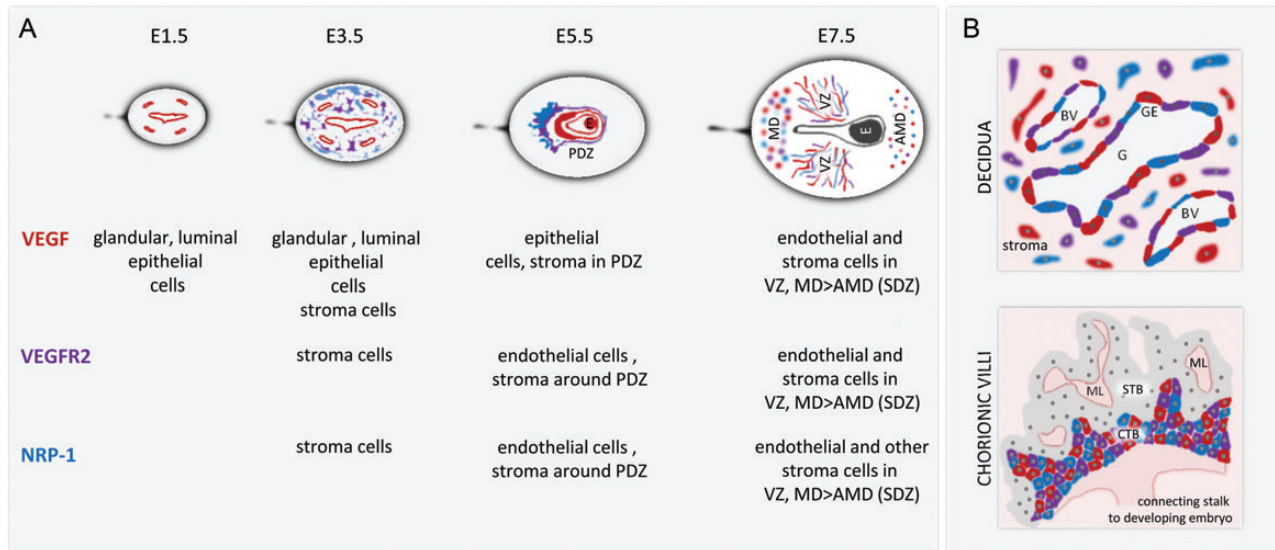 A
E1.5 E3.5 E5.5 E7.5
E
PDZ
VZ
MD
E
AMD
VZ
VEGF
glandular, luminal
epithelial
cells
glandular , luminal
epithelial
cells
stroma cells
epithelial
cells, stroma in PDZ
endothelial and
stroma cells in
VZ, MD>AMD (SDZ)
VEGFR2
stroma cells
endothelial cells ,
stroma around PDZ
endothelial and
stroma cells in
VZ, MD>AMD (SDZ)
NRP-1
stroma cells
endothelial cells ,
stroma around PDZ
endothelial and other
stroma cells in
VZ, MD>AMD (SDZ)
B
DECIDUA
BV
GE
G
BV
stroma
CHORIONIC VILLI
ML
ML
STB
CTB
connecting stalk
to developing embryo